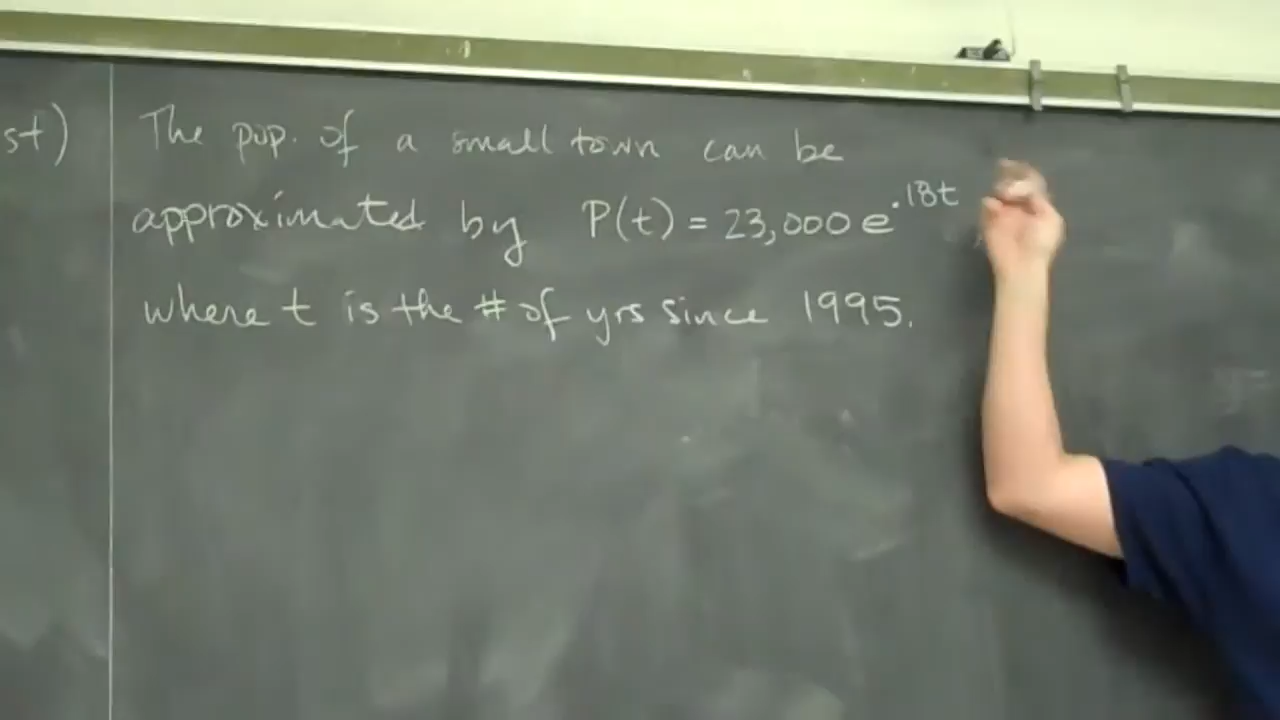 st)
The pop. of a small town can be
approximated by P(t) = 23,000 e^.18t
where t is the # of yrs since 1995.